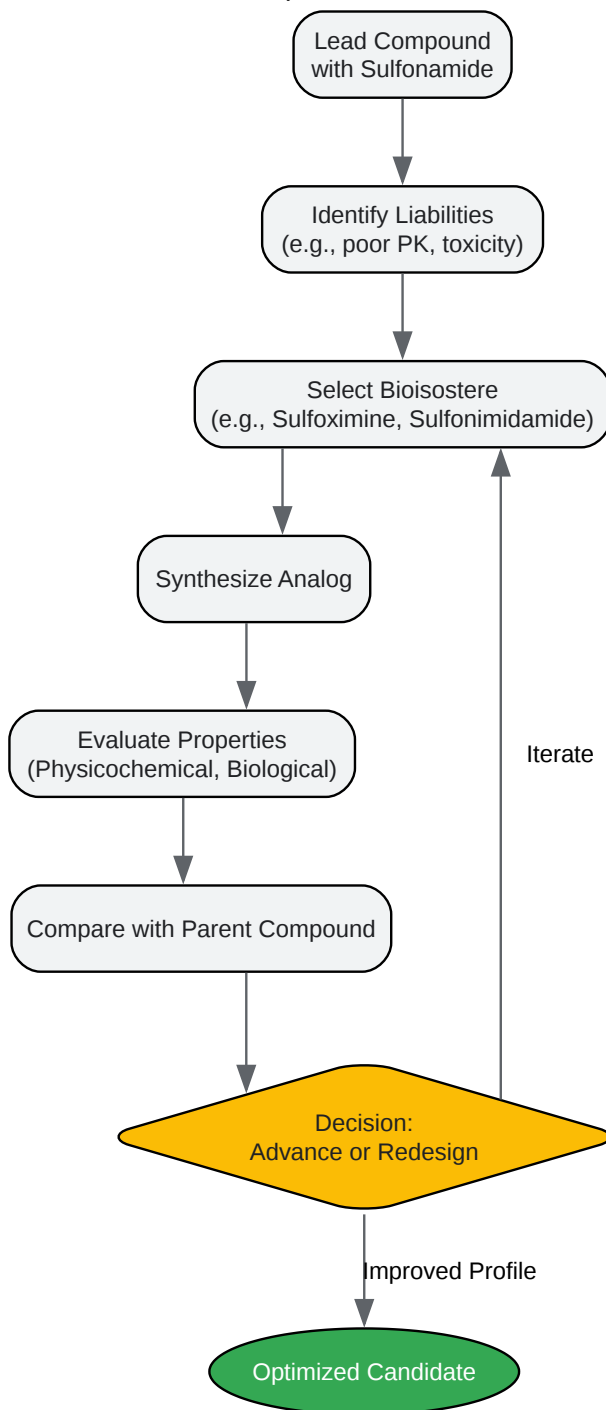 Lead Compound
with Sulfonamide
Identify Liabilities
(e.g., poor PK, toxicity)
Select Bioisostere
(e.g., Sulfoximine, Sulfonimidamide)
Synthesize Analog
Evaluate Properties
(Physicochemical, Biological)
Iterate
Compare with Parent Compound
Decision:
Advance or Redesign
Improved Profile
Optimized Candidate